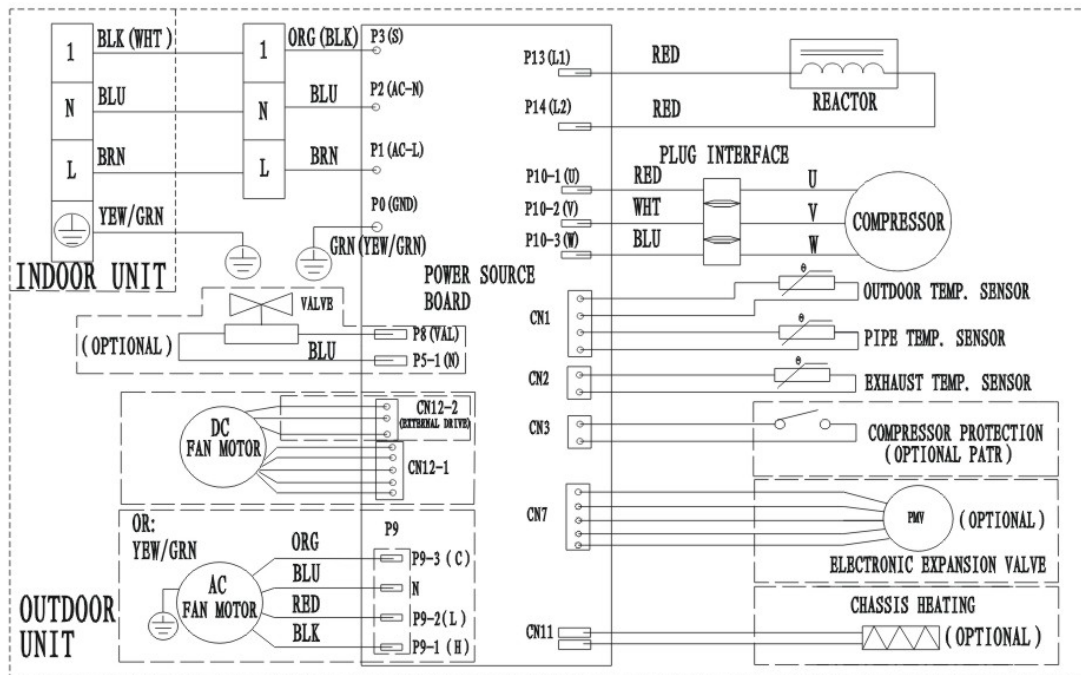 1
BLK(WHT)
1
ORG(BLK)
P3(S)
N
BLU
N
BLU
P2(AC-N)
L
BRN
L
BRN
P1(AC-L)
YEW/GRN
P0(GND)
GRN(YEW/GRN)
INDOOR UNIT
POWER SOURCE
BOARD
P13(L1)
RED
REACTOR
P14(L2)
RED
PLUG INTERFACE
P10-1(U)
RED
U
P10-2(V)
WHT
V
P10-3(W)
BLU
W
COMPRESSOR
VALVE
(OPTIONAL)
P8(VAL)
BLU
P5-1(N)
CN1
OUTDOOR TEMP. SENSOR
PIPE TEMP. SENSOR
CN2
EXHAUST TEMP. SENSOR
DC
FAN MOTOR
CN12-2
(EXTERNAL DRIVE)
CN12-1
CN3
COMPRESSOR PROTECTION
(OPTIONAL PATR)
CN7
PMV
(OPTIONAL)
ELECTRONIC EXPANSION VALVE
OR:
YEW/GRN
P9
AC
FAN MOTOR
ORG
P9-3 (C)
BLU
N
RED
P9-2(L)
BLK
P9-1 (H)
OUTDOOR
UNIT
CHASSIS HEATING
CN11
(OPTIONAL)
θ
θ
θ